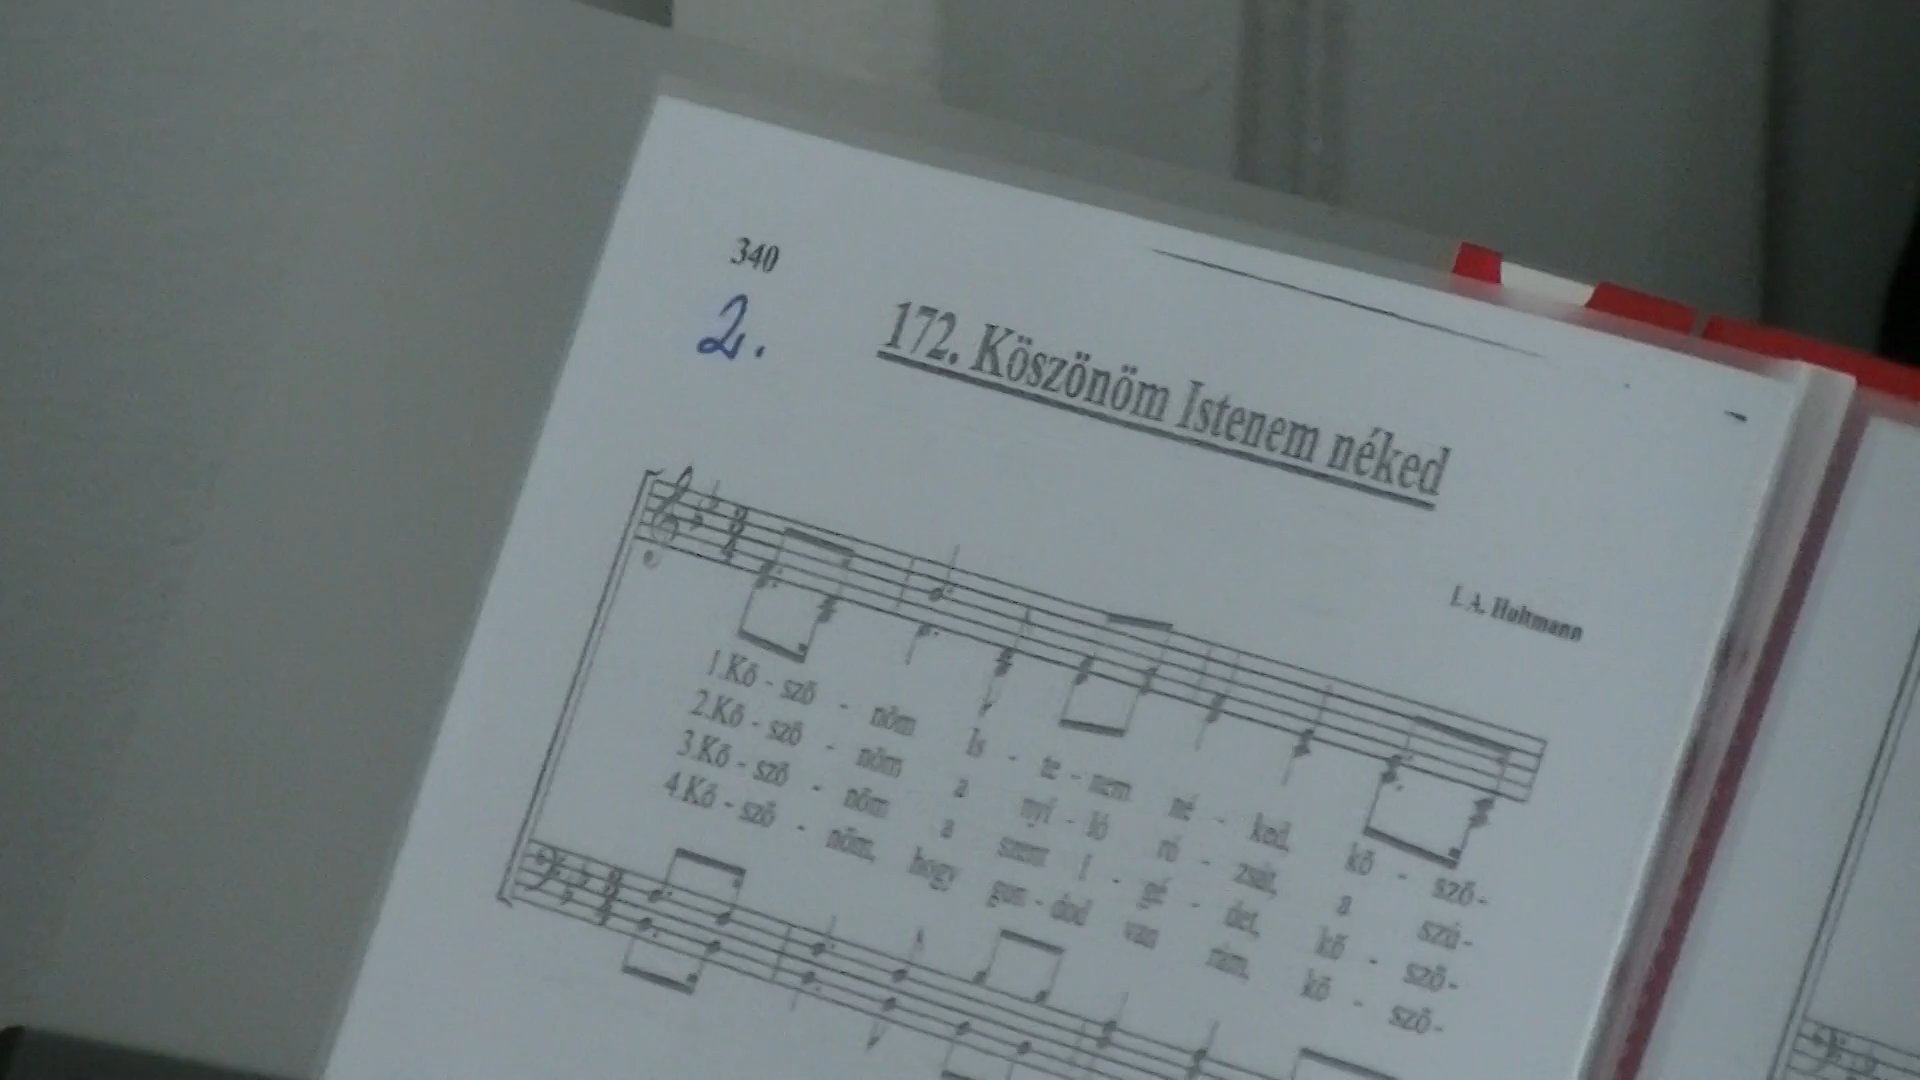 340
2.
172. Köszönöm Istenem néked
I. A. Hultmann
1.Kö - szö - nöm Is - te - nem né - ked, kö - szö-
2.Kö - szö - nöm a nyí - ló ró - zsát, a szú-
3.Kö - szö - nöm a szent i - gé - det, kö - szö-
4.Kö - szö - nöm, hogy gon - dod van rám, kö - szö-